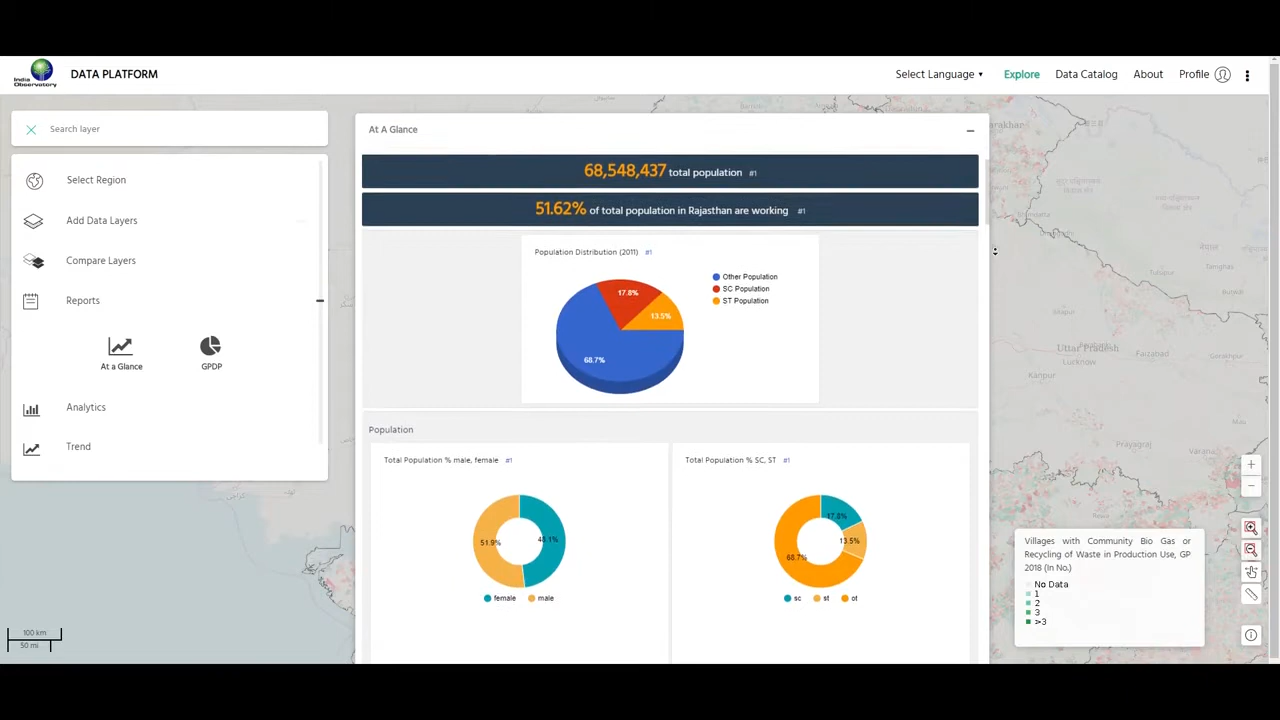 India
Observatory
DATA PLATFORM
Select Language ▾
Explore
Data Catalog
About
Profile
Search layer
Select Region
Add Data Layers
Compare Layers
Reports
At a Glance
GPDP
Analytics
Trend
At A Glance
68,548,437 total population #1
51.62% of total population in Rajasthan are working #1
Population Distribution (2011) #1
17.8%
13.5%
68.7%
Other Population
SC Population
ST Population
Population
Total Population % male, female #1
51.9%
48.1%
female male
Total Population % SC, ST #1
17.8%
13.5%
68.7%
sc st ot
Uttar Pradesh
Lucknow
Faizabad
Kanpur
Prayagraj
Villages with Community Bio Gas or
Recycling of Waste in Production Use, GP
2018 (In No.)
No Data
1
2
3
>3
100 km
50 mi